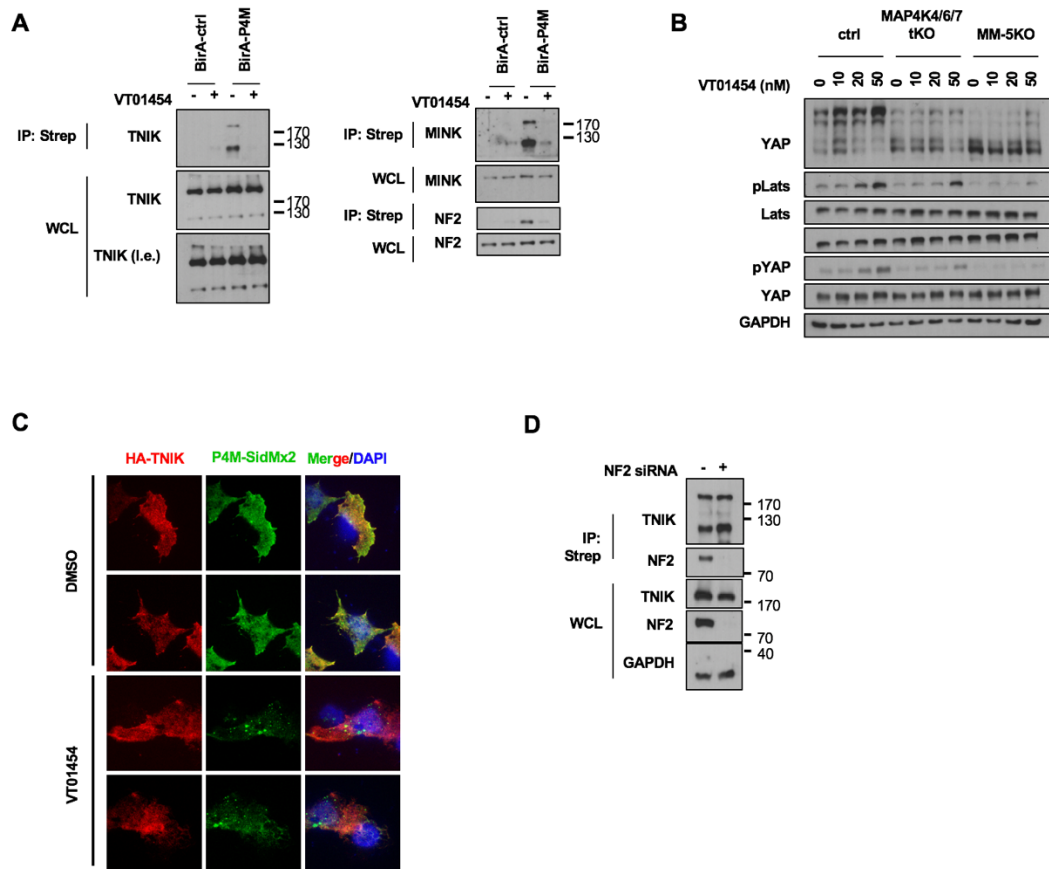 A
BirA-ctrl
BirA-P4M
VT01454 - + - +
IP: Strep TNIK 170 130
WCL TNIK 170 130
TNIK (l.e.)
BirA-ctrl
BirA-P4M
VT01454 - + - +
IP: Strep MINK 170 130
WCL MINK
IP: Strep NF2
WCL NF2
B
ctrl MAP4K4/6/7 tKO MM-5KO
VT01454 (nM) 0 10 20 50 0 10 20 50 0 10 20 50
YAP
pLats
Lats
pYAP
YAP
GAPDH
C
HA-TNIK P4M-SidMx2 Merge/DAPI
DMSO
VT01454
D
NF2 siRNA - +
IP: Strep
TNIK 170 130
NF2 70
WCL
TNIK 170
NF2 70
GAPDH 40